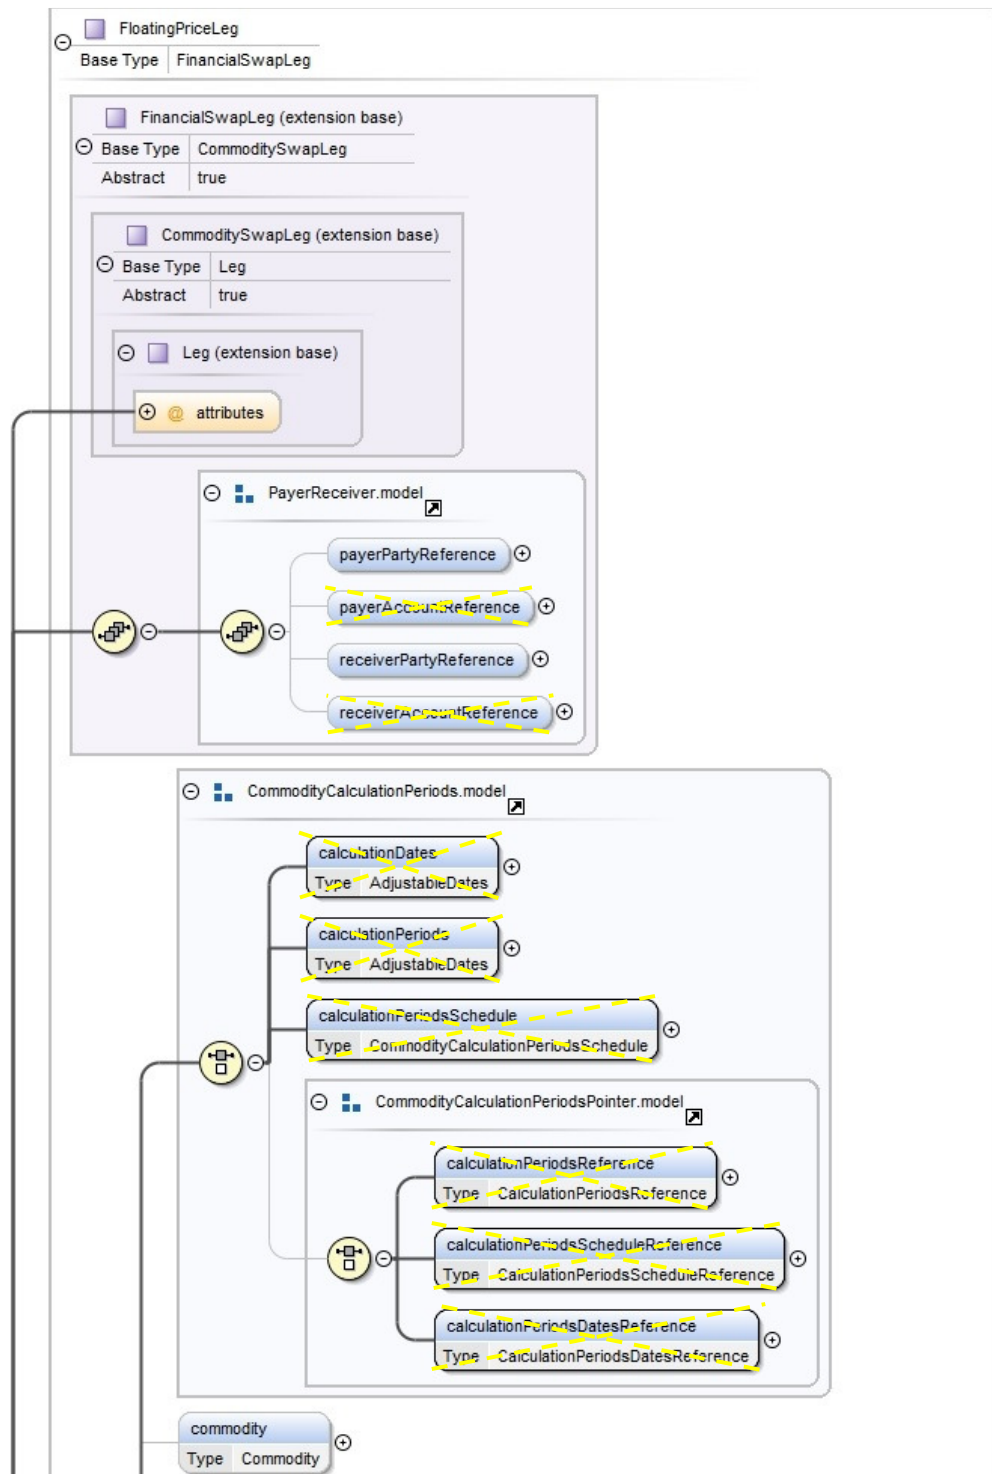 FloatingPriceLeg
Base Type FinancialSwapLeg
FinancialSwapLeg (extension base)
Base Type CommoditySwapLeg
Abstract true
CommoditySwapLeg (extension base)
Base Type Leg
Abstract true
Leg (extension base)
@ attributes
PayerReceiver.model
payerPartyReference
payerAccountReference
receiverPartyReference
receiverAccountReference
CommodityCalculationPeriods.model
calculationDates
Type AdjustableDates
calculationPeriods
Type AdjustableDates
calculationPeriodsSchedule
Type CommodityCalculationPeriodsSchedule
CommodityCalculationPeriodsPointer.model
calculationPeriodsReference
Type CalculationPeriodsReference
calculationPeriodsScheduleReference
Type CalculationPeriodsScheduleReference
calculationPeriodsDatesReference
Type CalculationPeriodsDatesReference
commodity
Type Commodity